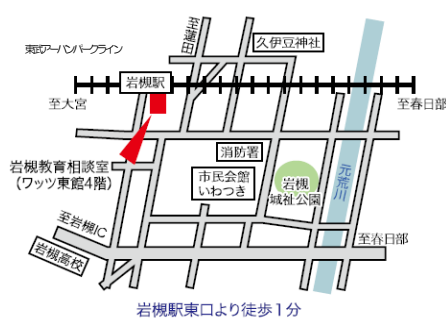 至蓮田
久伊豆神社
東武アーバンパークライン
岩槻駅
至大宮
至春日部
消防署
岩槻教育相談室
(ワッツ東館4階)
市民会館
いわつき
岩槻
城祉公園
元荒川
至岩槻IC
至春日部
岩槻高校
岩槻駅東口より徒歩1分